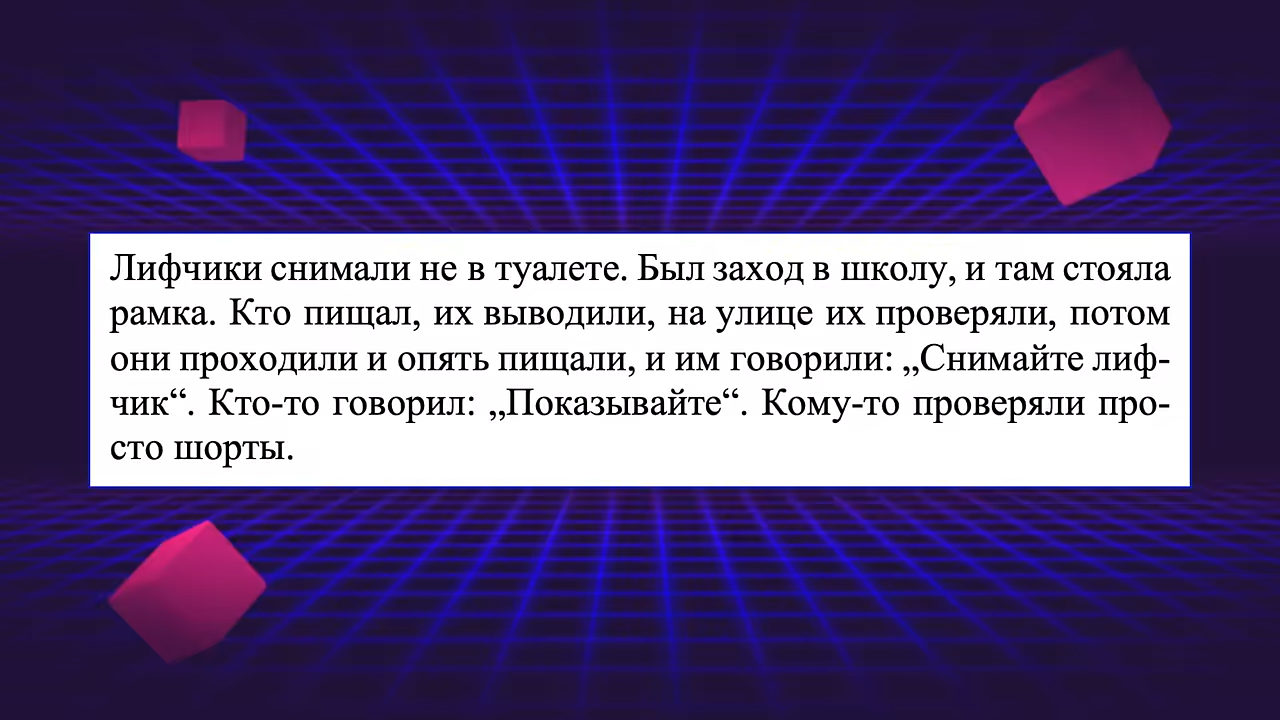 Лифчики снимали не в туалете. Был заход в школу, и там стояла
рамка. Кто пищал, их выводили, на улице их проверяли, потом
они проходили и опять пищали, и им говорили: „Снимайте лиф-
чик“. Кто-то говорил: „Показывайте“. Кому-то проверяли про-
сто шорты.